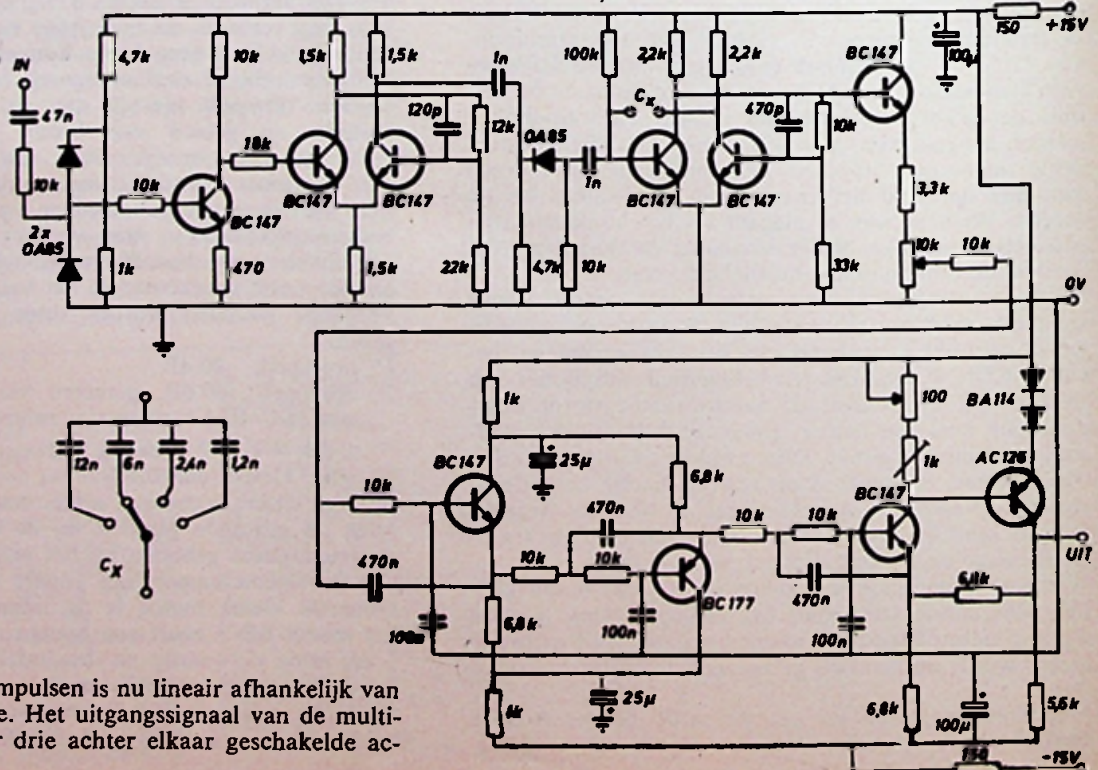 150
+15V
100µ
4,7k
10k
1,5k
1,5k
1n
100k
2,2k
2,2k
BC147
IN
47n
10k
2x
OA85
10k
18k
BC147
120p
12k
OA85
Cx
470p
10k
1n
BC147
BC147
BC147
BC147
3,3k
10k
10k
1k
470
1,5k
22k
4,7k
10k
33k
0V
12n
6n
2,4n
1,2n
Cx
1k
BC147
25µ
6,8k
100
BA114
1k
AC126
BC147
10k
470n
470n
10k
10k
10k
10k
BC177
470n
UIT
100n
6,8k
100n
100n
1k
25µ
6,8k
100µ
5,6k
150
-15V
mpulsen is nu lineair afhankelijk van
e. Het uitgangssignaal van de multi-
r drie achter elkaar geschakelde ac-